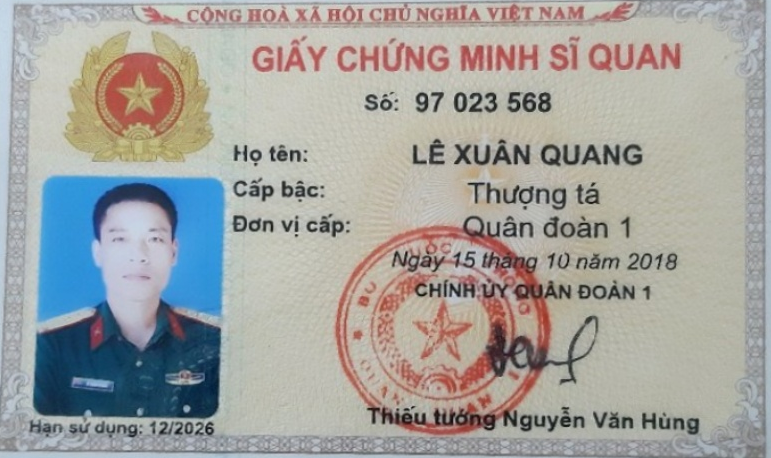 CỘNG HOÀ XÃ HỘI CHỦ NGHĨA VIỆT NAM
GIẤY CHỨNG MINH SĨ QUAN
Số: 97 023 568
Họ tên: LÊ XUÂN QUANG
Cấp bậc: Thượng tá
Đơn vị cấp: Quân đoàn 1
Ngày 15 tháng 10 năm 2018
CHÍNH ỦY QUÂN ĐOÀN 1
Thiếu tướng Nguyễn Văn Hùng
Hạn sử dụng: 12/2026